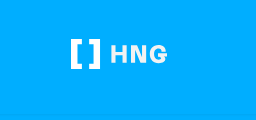 [ ] HNG